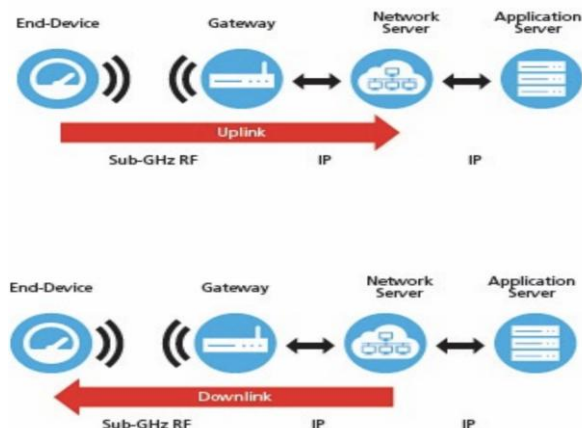 End-Device Gateway Network Server Application Server
Uplink
Sub-GHz RF IP IP
End-Device Gateway Network Server Application Server
Downlink
Sub-GHz RF IP IP